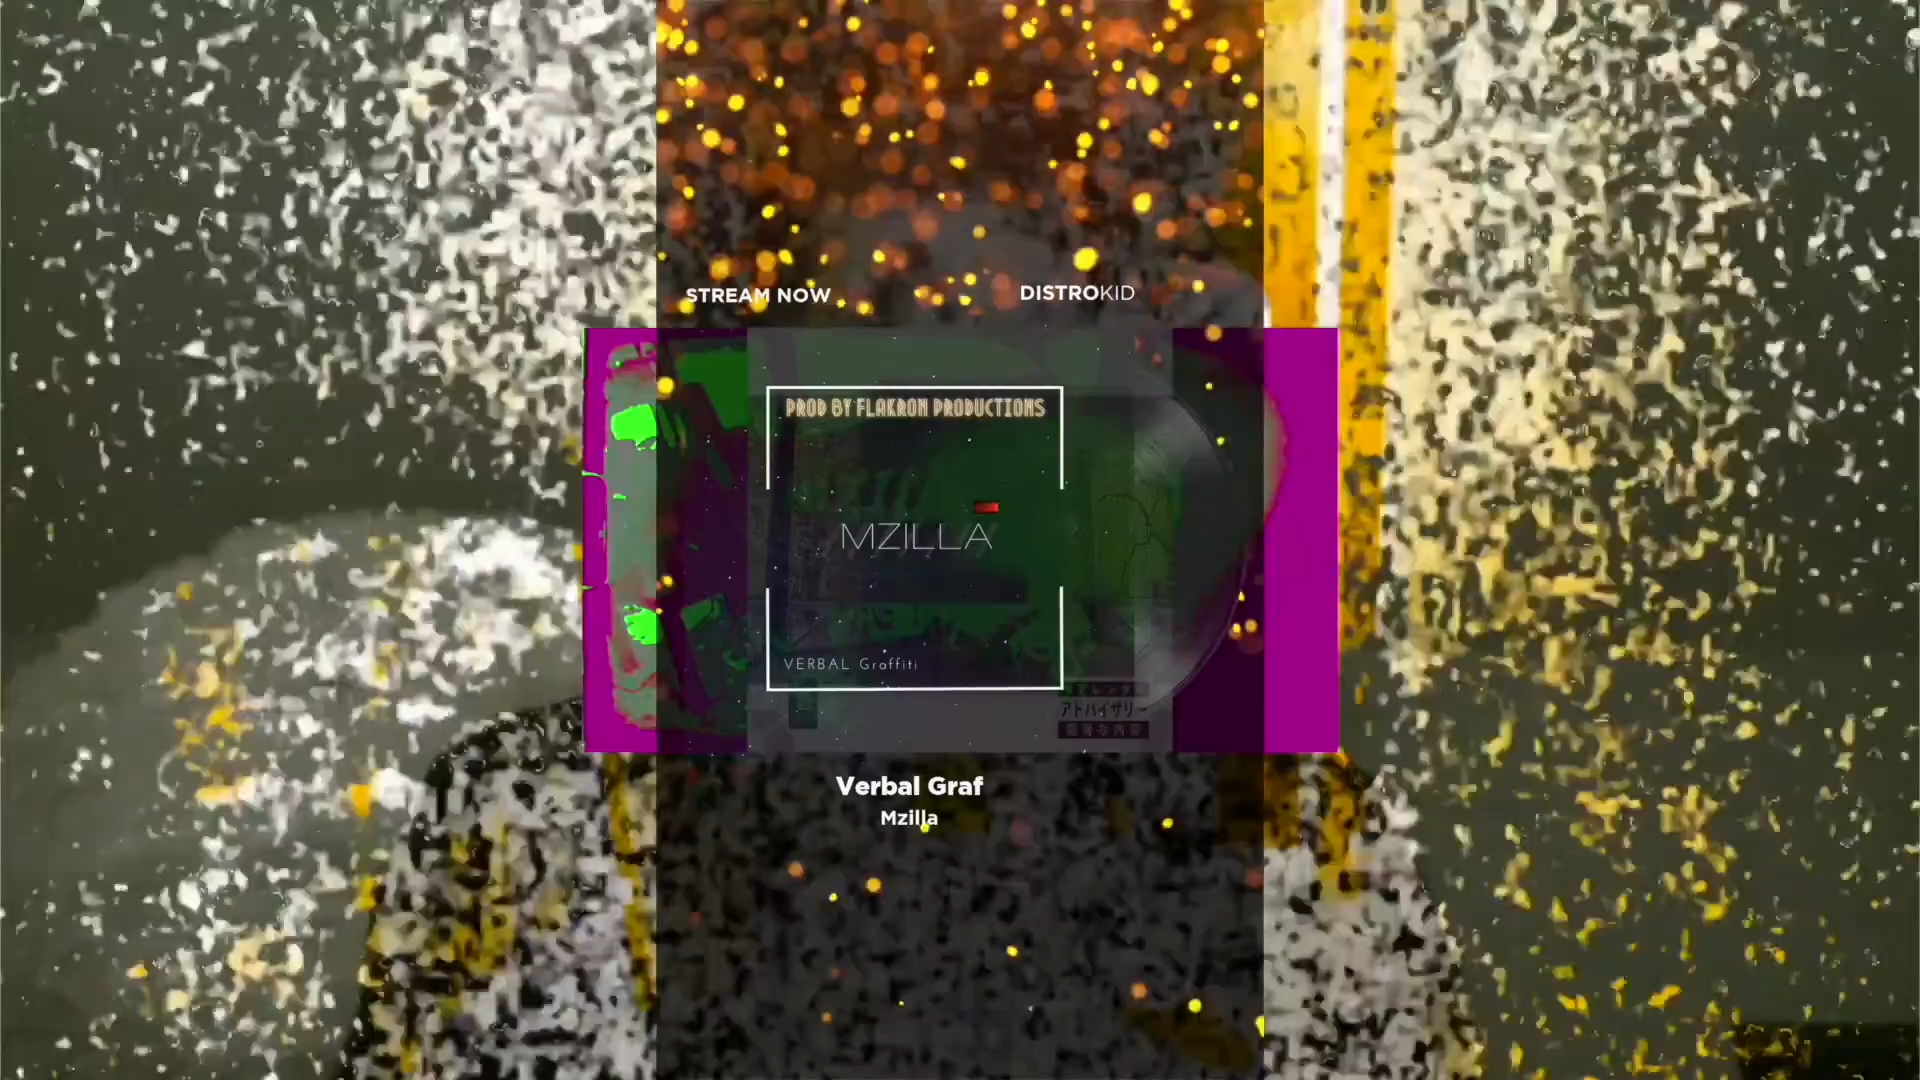 STREAM NOW
DISTROKID
PROD BY FLAKRON PRODUCTIONS
MZILLA
VERBAL Graffiti
アドバイザリー
Verbal Graf
Mzilla